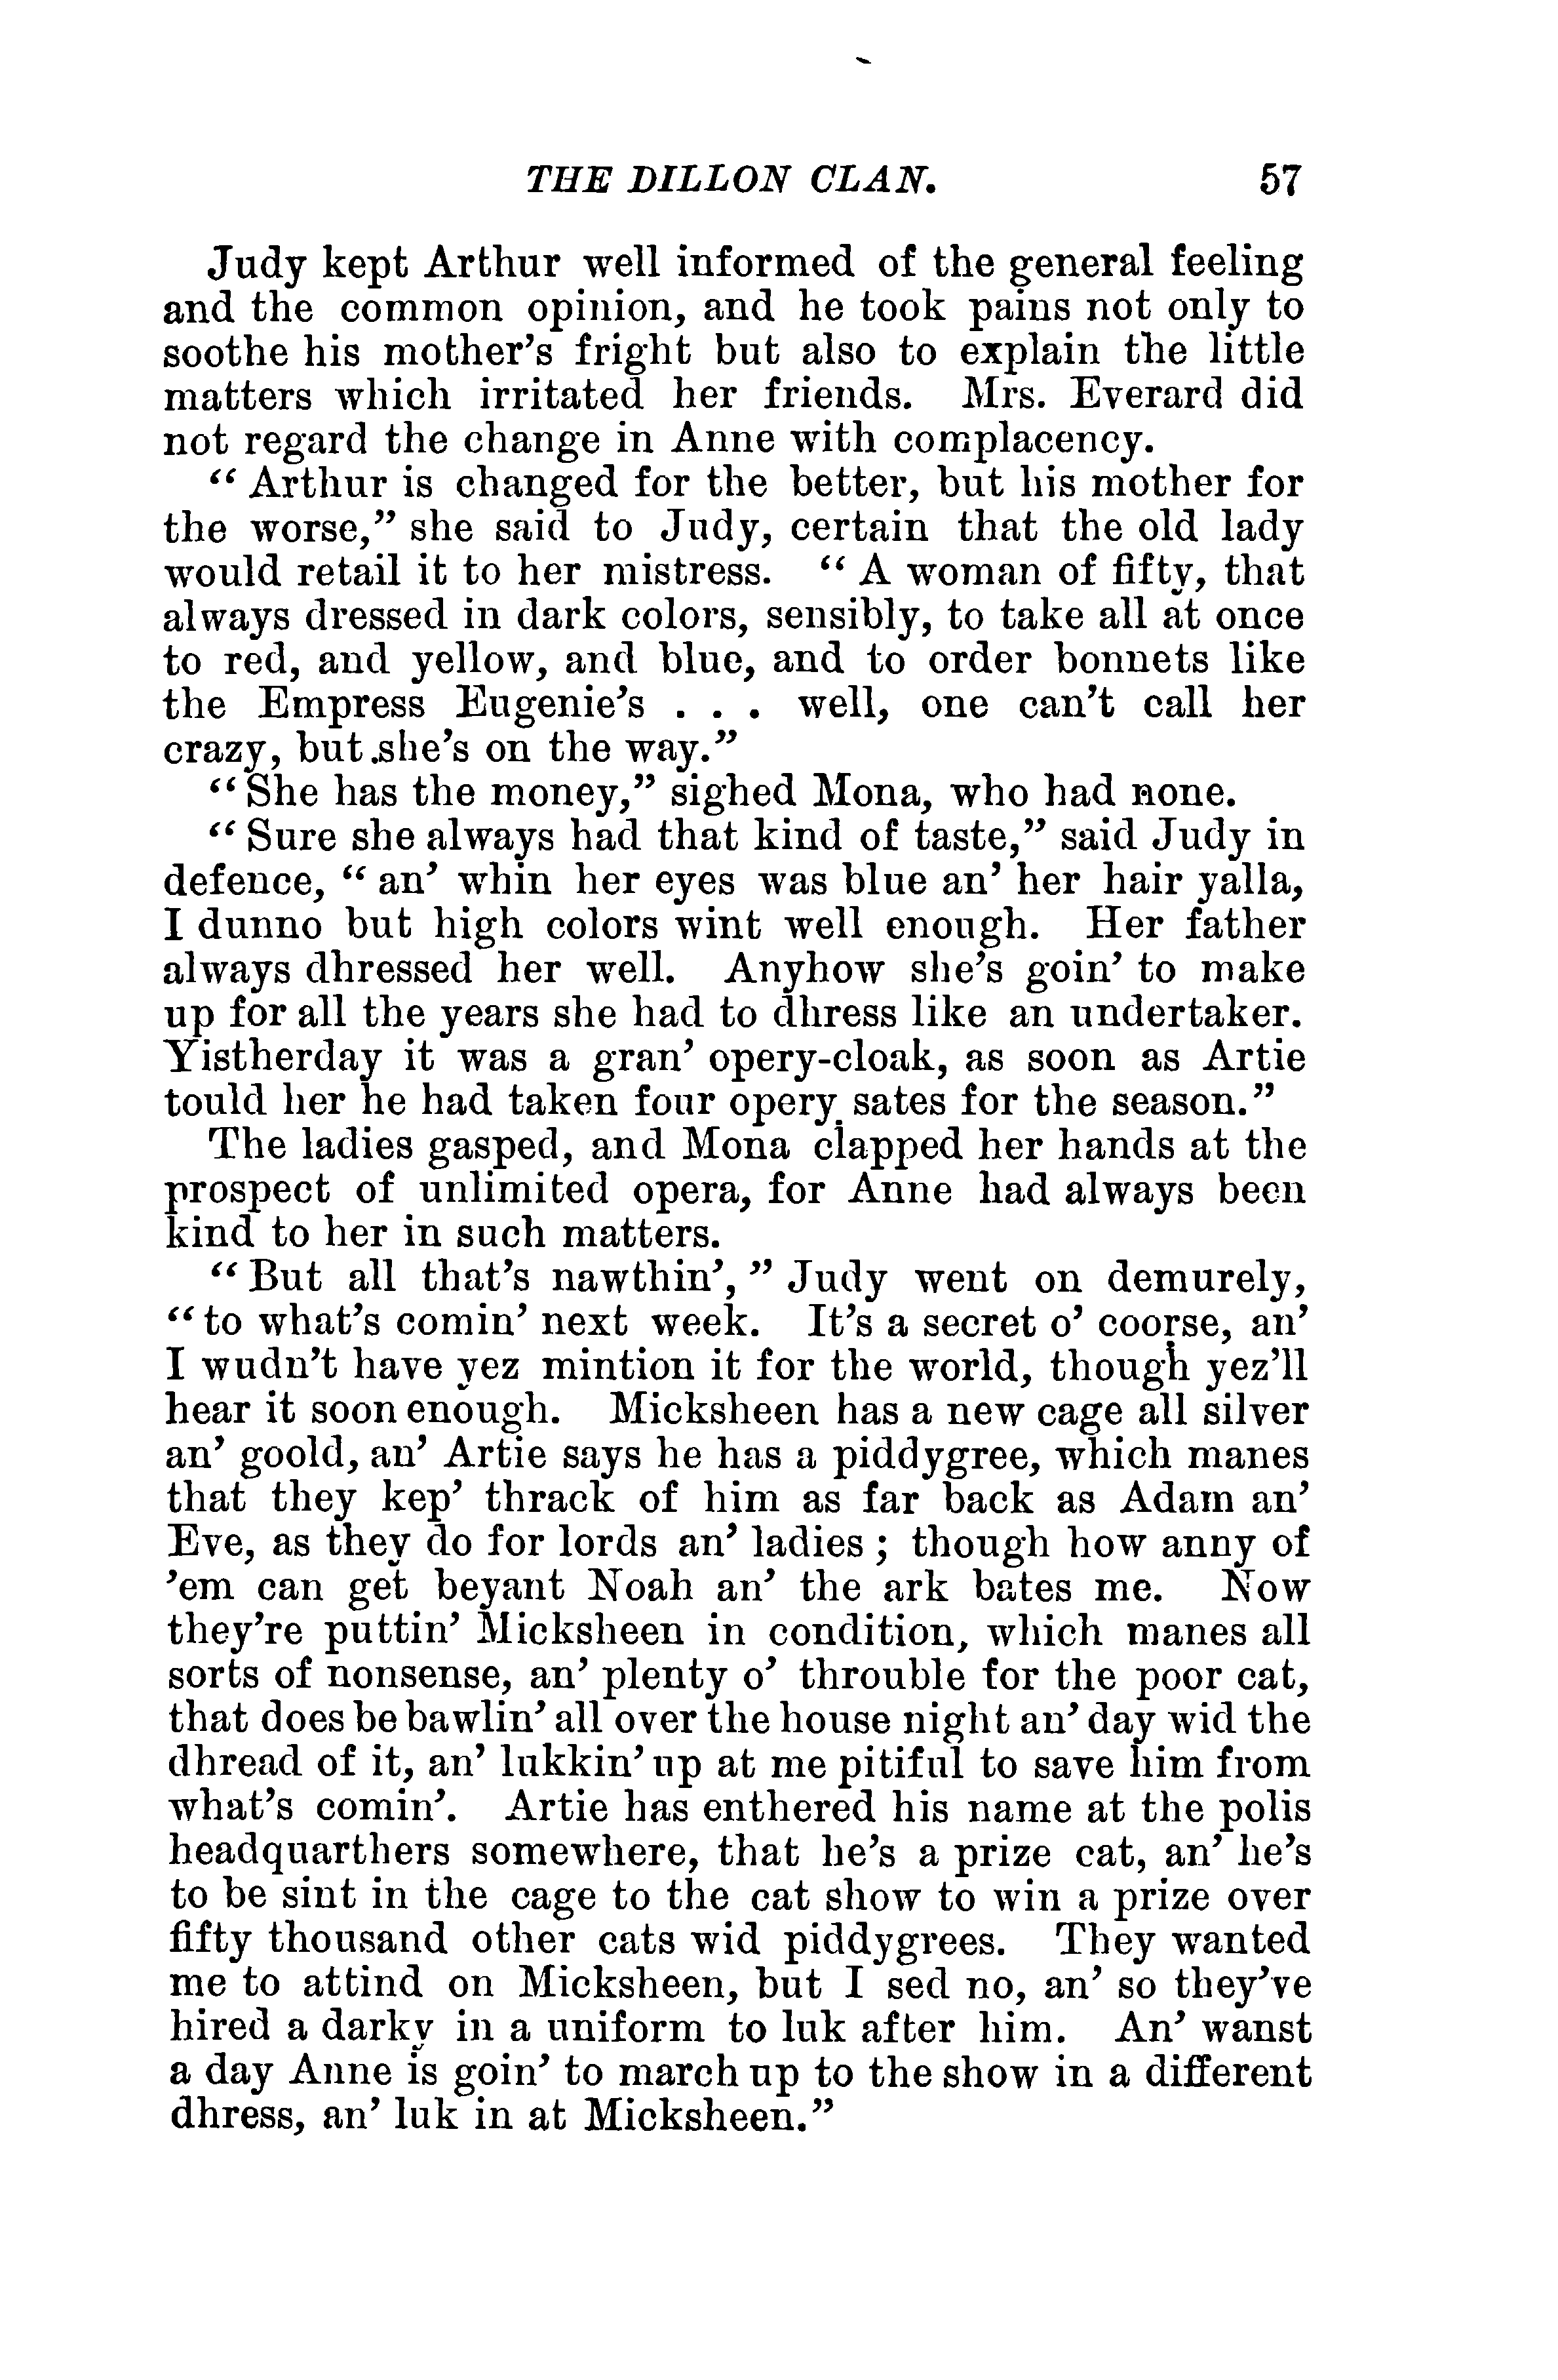 THE DILLON CLAN. 57
Judy kept Arthur well informed of the general feeling
and the common opinion, and he took pains not only to
soothe his mother's fright but also to explain the little
matters which irritated her friends. Mrs. Everard did
not regard the change in Anne with complacency.
“Arthur is changed for the better, but his mother for
the worse,” she said to Judy, certain that the old lady
would retail it to her mistress. “A woman of fifty, that
always dressed in dark colors, sensibly, to take all at once
to red, and yellow, and blue, and to order bonnets like
the Empress Eugenie's . . . well, one can't call her
crazy, but she's on the way.”
“She has the money,” sighed Mona, who had none.
“Sure she always had that kind of taste,” said Judy in
defence, “an' whin her eyes was blue an' her hair yalla,
I dunno but high colors wint well enough. Her father
always dhressed her well. Anyhow she's goin' to make
up for all the years she had to dhress like an undertaker.
Yistherday it was a gran' opery-cloak, as soon as Artie
tould her he had taken four opery sates for the season.”
The ladies gasped, and Mona clapped her hands at the
prospect of unlimited opera, for Anne had always been
kind to her in such matters.
“But all that's nawthin',” Judy went on demurely,
“to what's comin' next week. It's a secret o' coorse, an'
I wudn't have yez mintion it for the world, though yez'll
hear it soon enough. Micksheen has a new cage all silver
an' goold, an' Artie says he has a piddygree, which manes
that they kep' thrack of him as far back as Adam an'
Eve, as they do for lords an' ladies; though how anny of
'em can get beyant Noah an' the ark bates me. Now
they're puttin' Micksheen in condition, which manes all
sorts of nonsense, an' plenty o' throuble for the poor cat,
that does be bawlin' all over the house night an' day wid the
dhread of it, an' lukkin' up at me pitiful to save him from
what's comin'. Artie has enthered his name at the polis
headquarthers somewhere, that he's a prize cat, an' he's
to be sint in the cage to the cat show to win a prize over
fifty thousand other cats wid piddygrees. They wanted
me to attind on Micksheen, but I sed no, an' so they've
hired a darky in a uniform to luk after him. An' wanst
a day Anne is goin' to march up to the show in a different
dhress, an' luk in at Micksheen.”